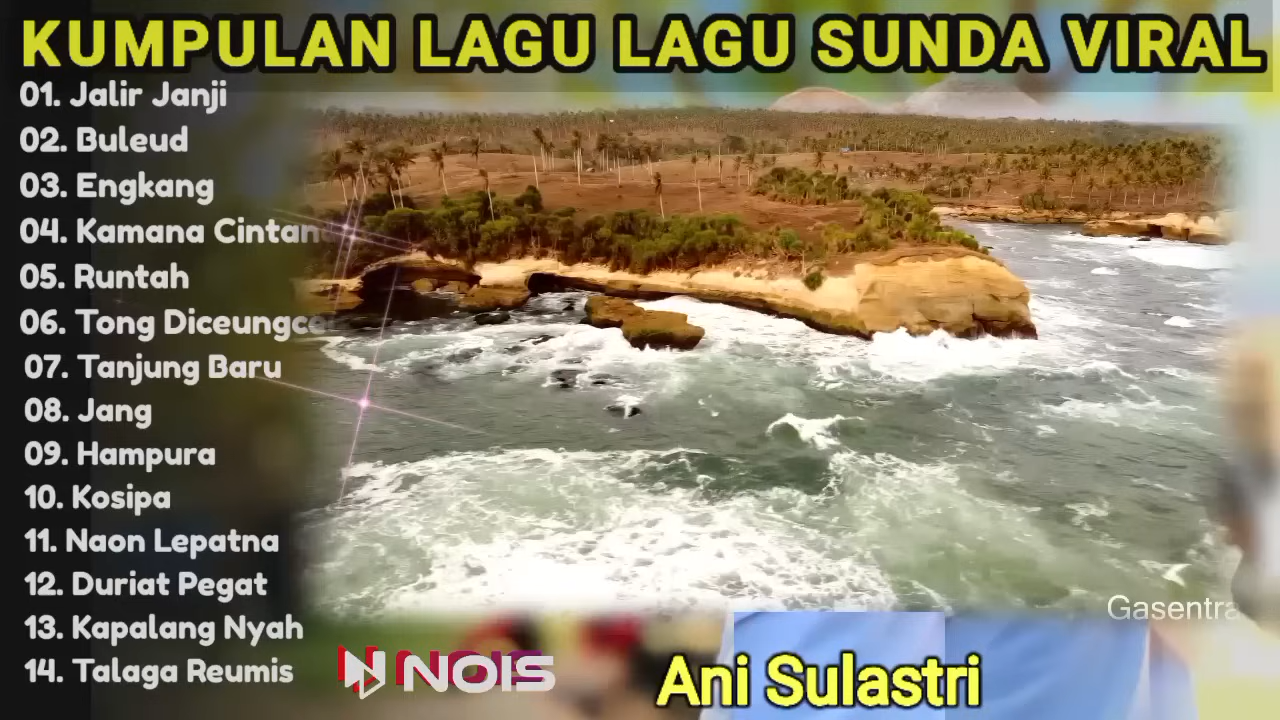 KUMPULAN LAGU LAGU SUNDA VIRAL
01. Jalir Janji
02. Buleud
03. Engkang
04. Kamana
05. Runtah
06. Tong
07. Tanjung Baru
08. Jang
09. Hampura
10. Kosipa
11. Naon Lepatna
12. Duriat Pegat
13. Kapalang Nyah
14. Talaga Reumis
Gasentra
NOIS
Ani Sulastri